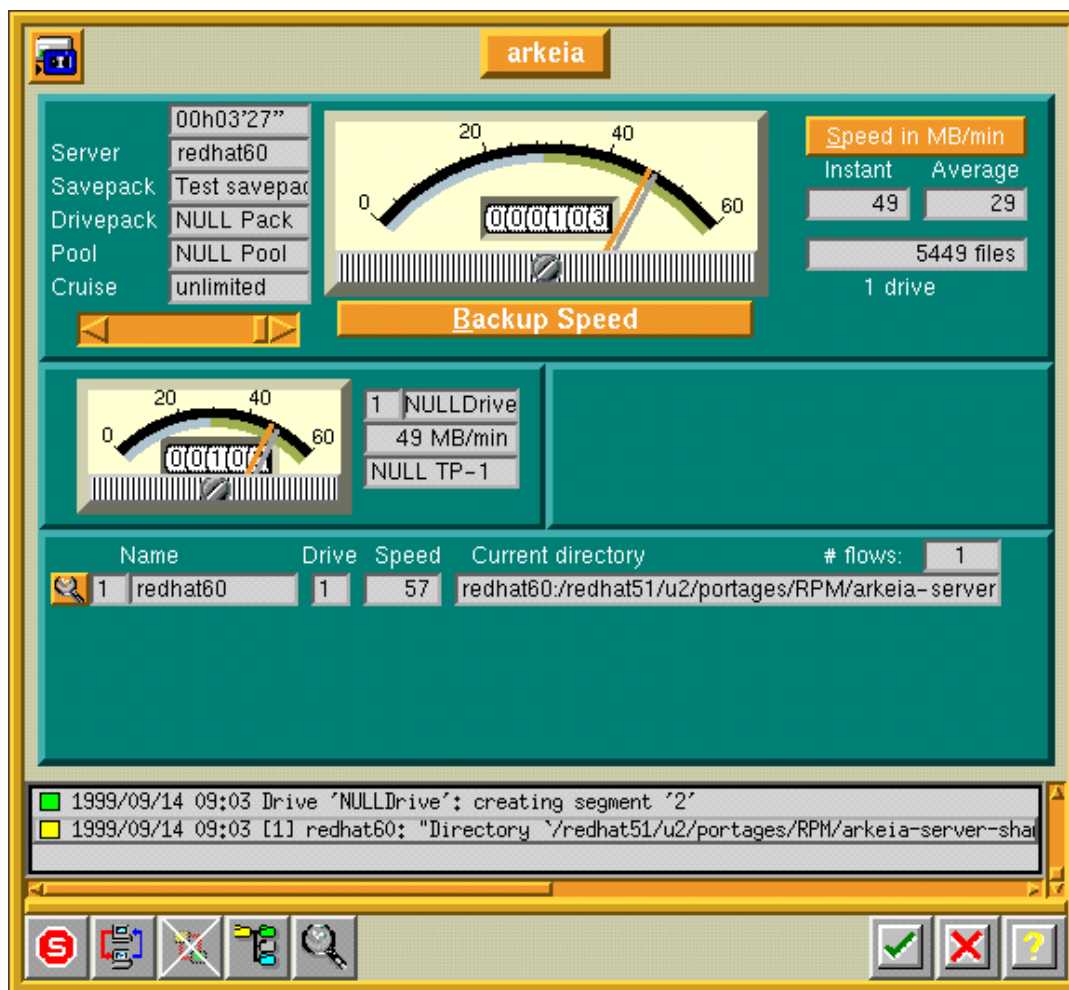 arkeia
00h03'27"
Server redhat60
Savepack Test savepac
Drivepack NULL Pack
Pool NULL Pool
Cruise unlimited
0 20 40 60
000103
Backup Speed
Speed in MB/min
Instant Average
49 29
5449 files
1 drive
0 20 40 60
0010
1 NULLDrive
49 MB/min
NULL TP-1
Name Drive Speed Current directory # flows: 1
1 redhat60 1 57 redhat60:/redhat51/u2/portages/RPM/arkeia-server
1999/09/14 09:03 Drive 'NULLDrive': creating segment '2'
1999/09/14 09:03 [1] redhat60: "Directory `/redhat51/u2/portages/RPM/arkeia-server-sha
S
?